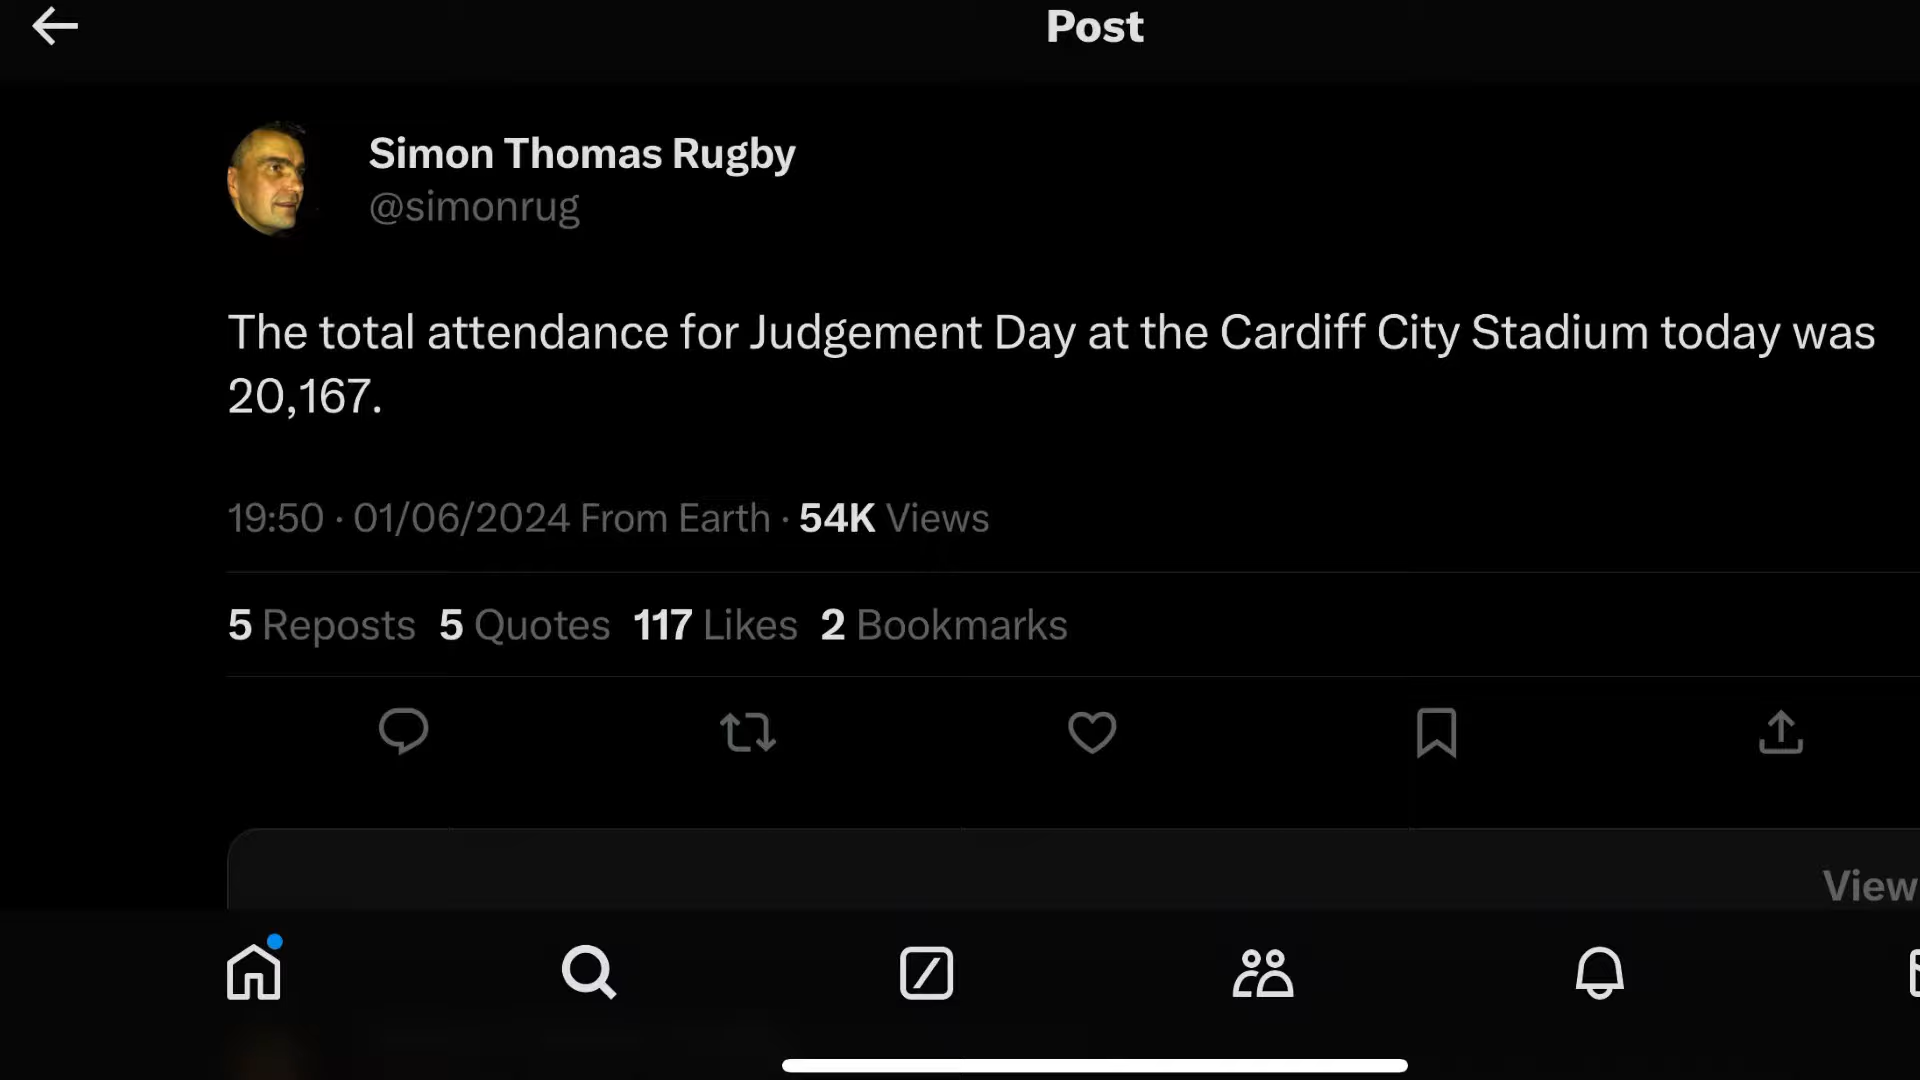 Post
Simon Thomas Rugby
@simonrug
The total attendance for Judgement Day at the Cardiff City Stadium today was
20,167.
19:50 · 01/06/2024 From Earth · 54K Views
5 Reposts 5 Quotes 117 Likes 2 Bookmarks
View